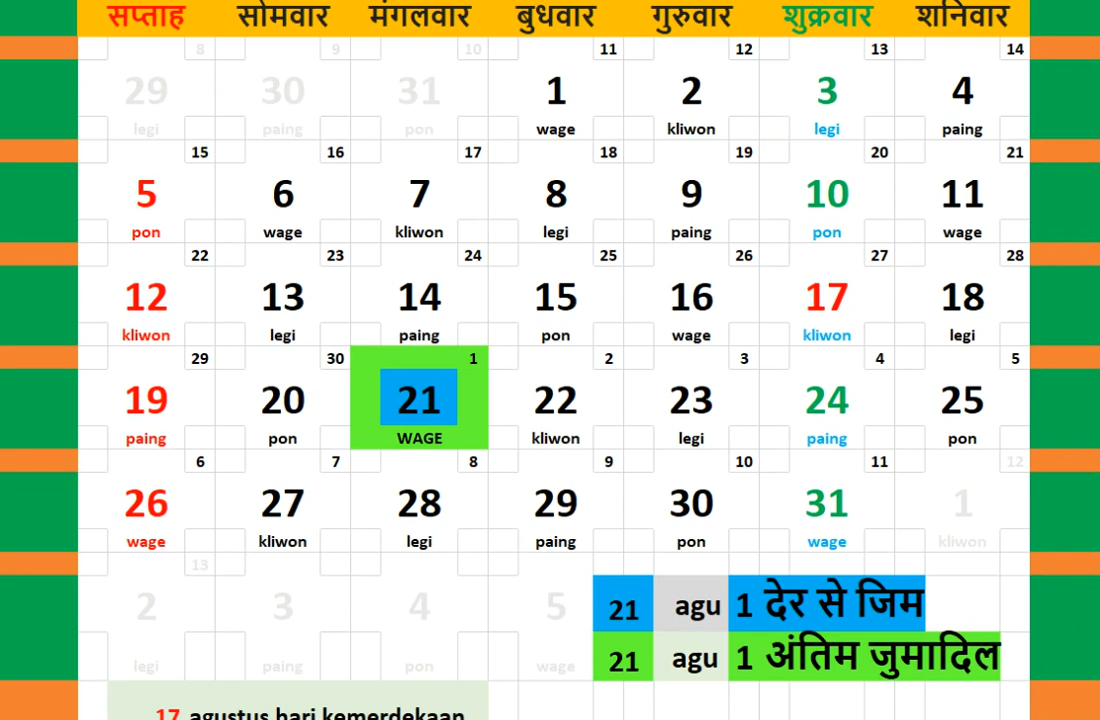 सप्ताह सोमवार मंगलवार बुधवार गुरुवार शुक्रवार शनिवार
8 9 10 11 12 13 14
29 30 31 1 2 3 4
legi paing pon wage kliwon legi paing
15 16 17 18 19 20 21
5 6 7 8 9 10 11
pon wage kliwon legi paing pon wage
22 23 24 25 26 27 28
12 13 14 15 16 17 18
kliwon legi paing pon wage kliwon legi
29 30 1 2 3 4 5
19 20 21 22 23 24 25
paing pon WAGE kliwon legi paing pon
6 7 8 9 10 11 12
26 27 28 29 30 31 1
wage kliwon legi paing pon wage kliwon
13
2 3 4 5 21 agu 1 देर से जिम
legi paing pon wage 21 agu 1 अंतिम जुमादिल
17 agustus hari kemerdekaan